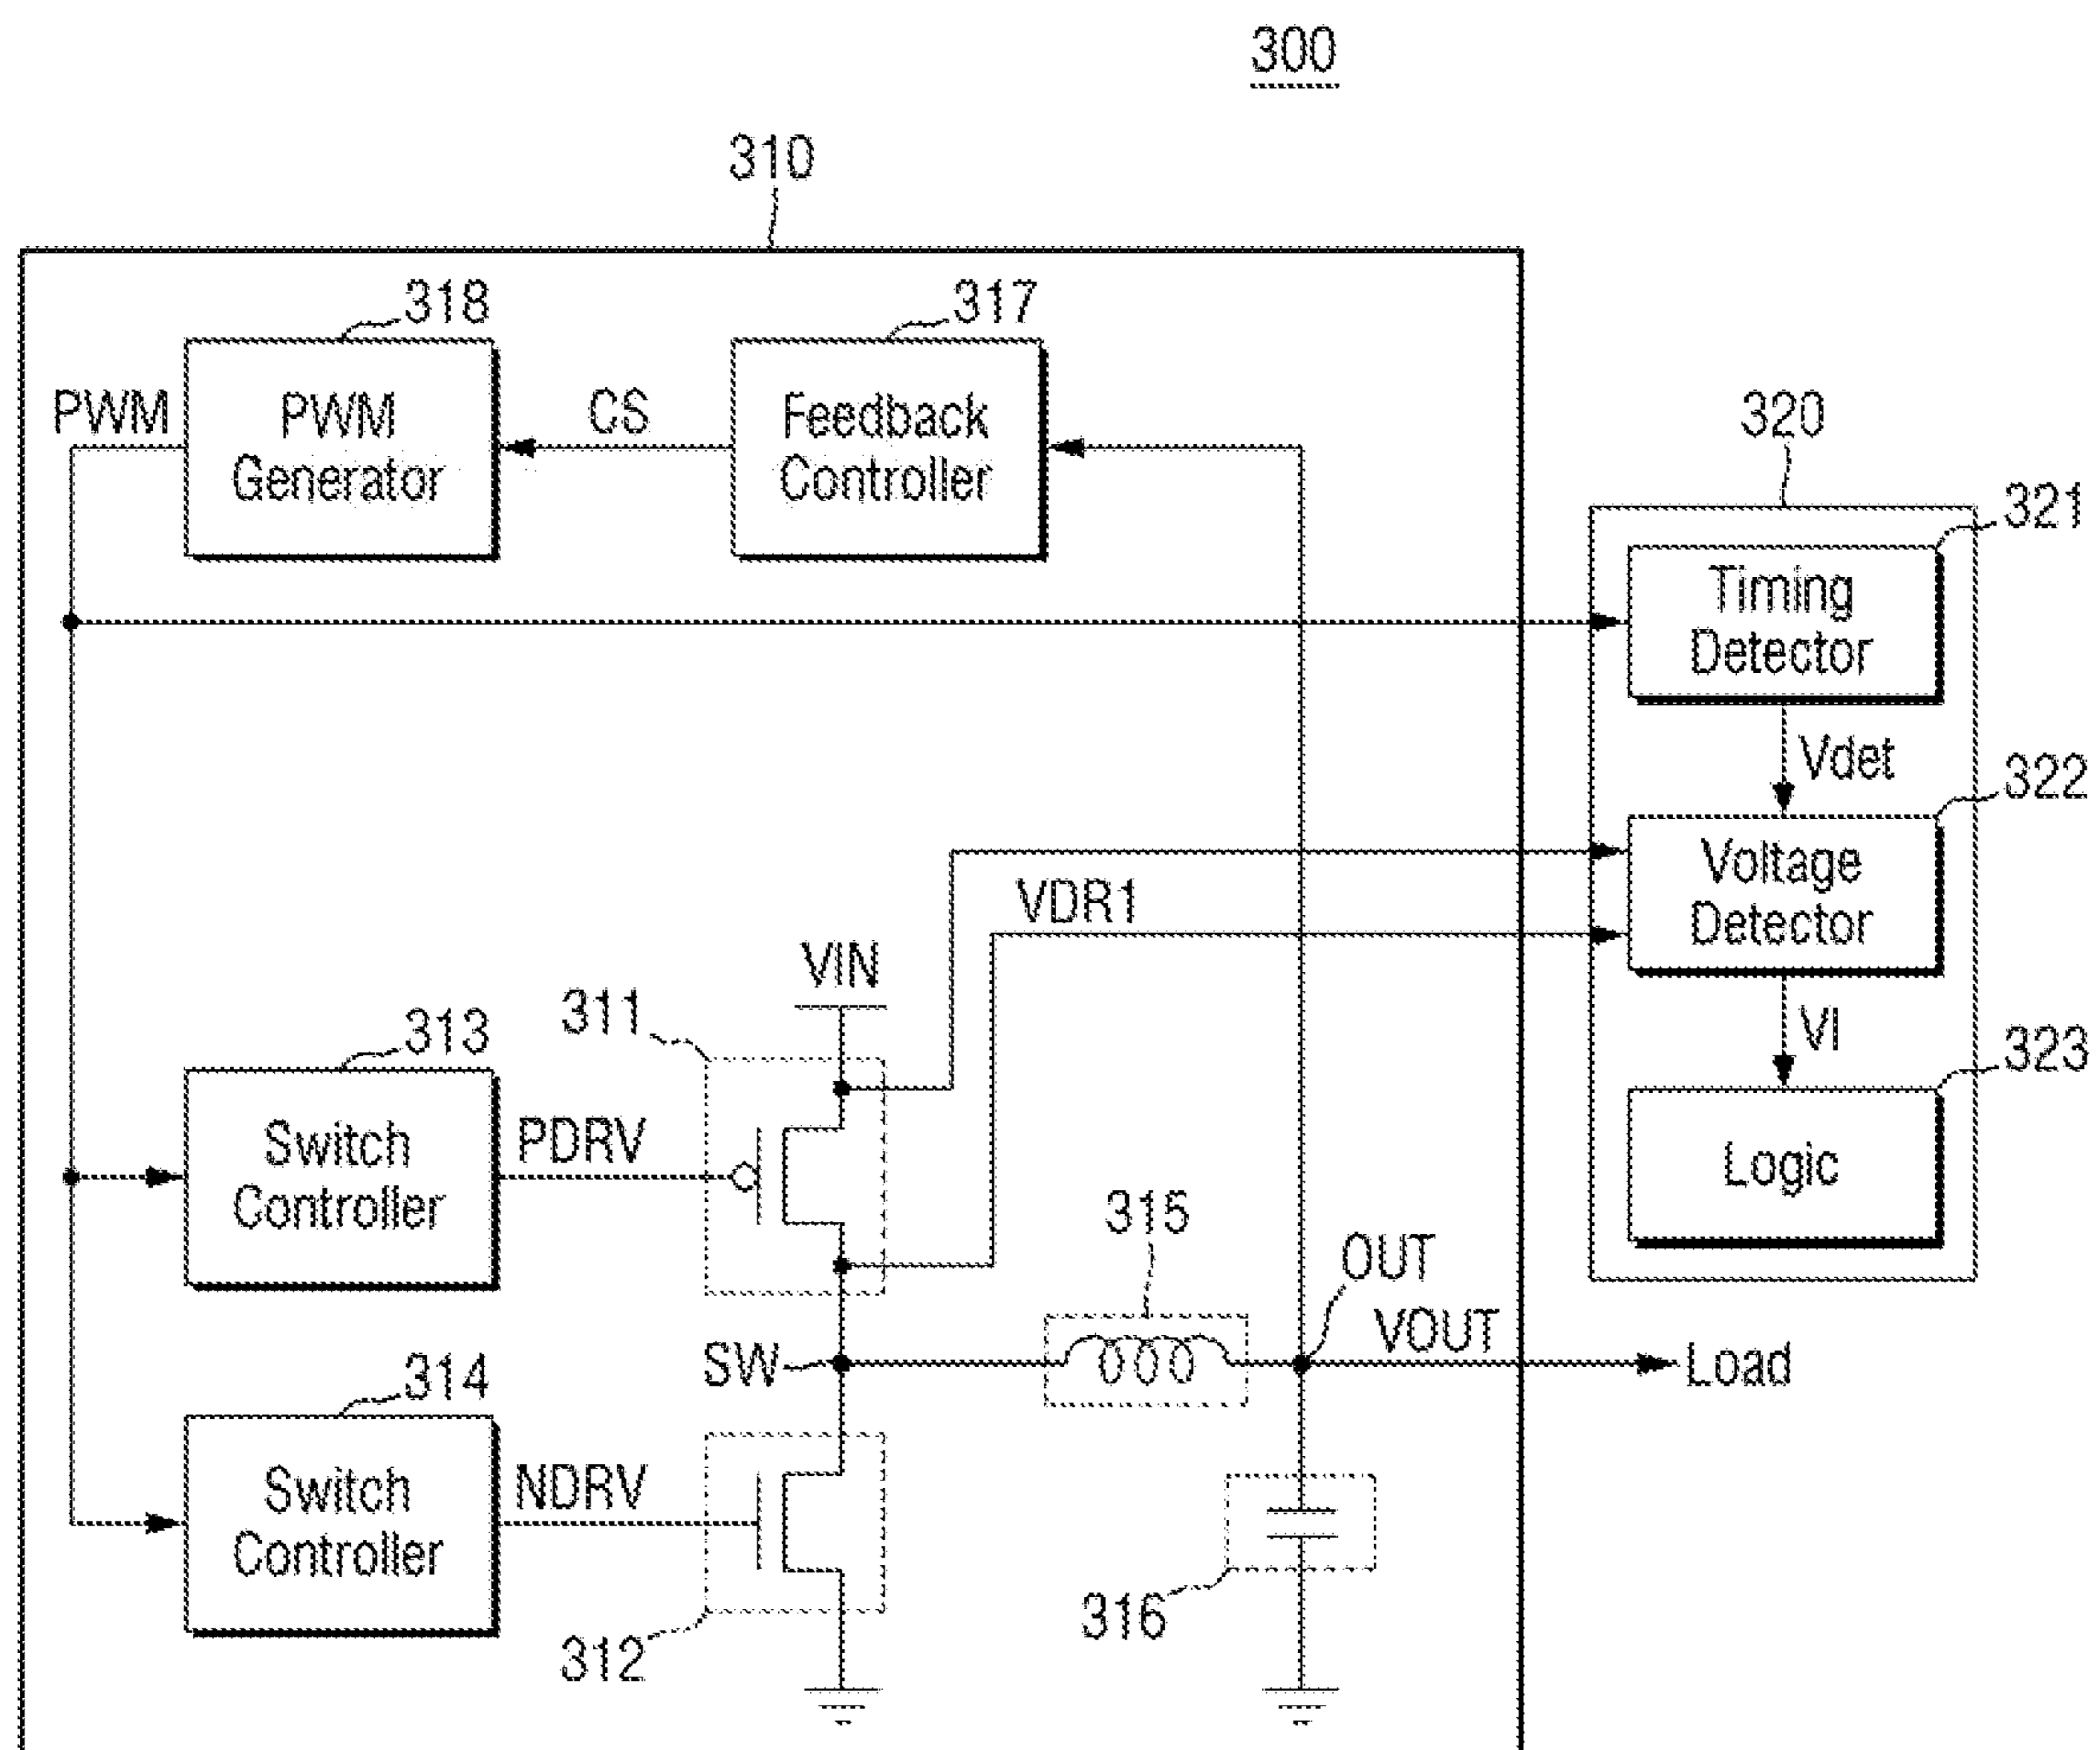 300
310
318
317
PWM
PWM
Generator
CS
Feedback
Controller
320
321
Timing
Detector
Vdet
322
Voltage
Detector
VDR1
VIN
311
VI
323
313
Switch
Controller
PDRV
Logic
315
OUT
VOUT
SW
Load
314
Switch
Controller
NDRV
316
312